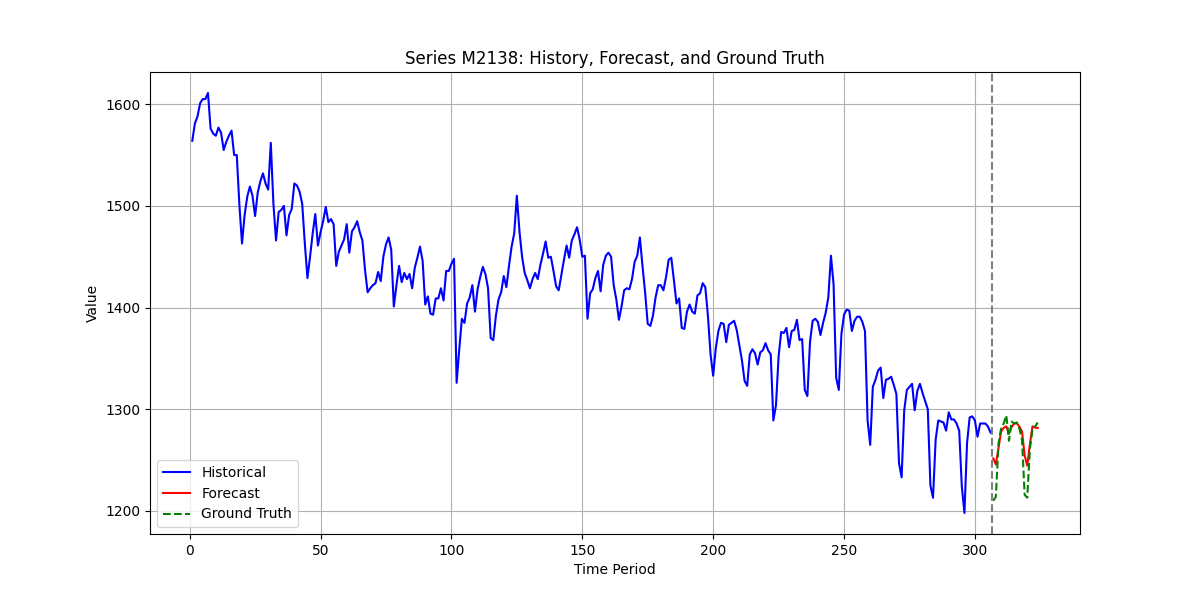 Series M2138: History, Forecast, and Ground Truth
Value
1600
1500
1400
1300
1200
Historical
Forecast
Ground Truth
0 50 100 150 200 250 300
Time Period